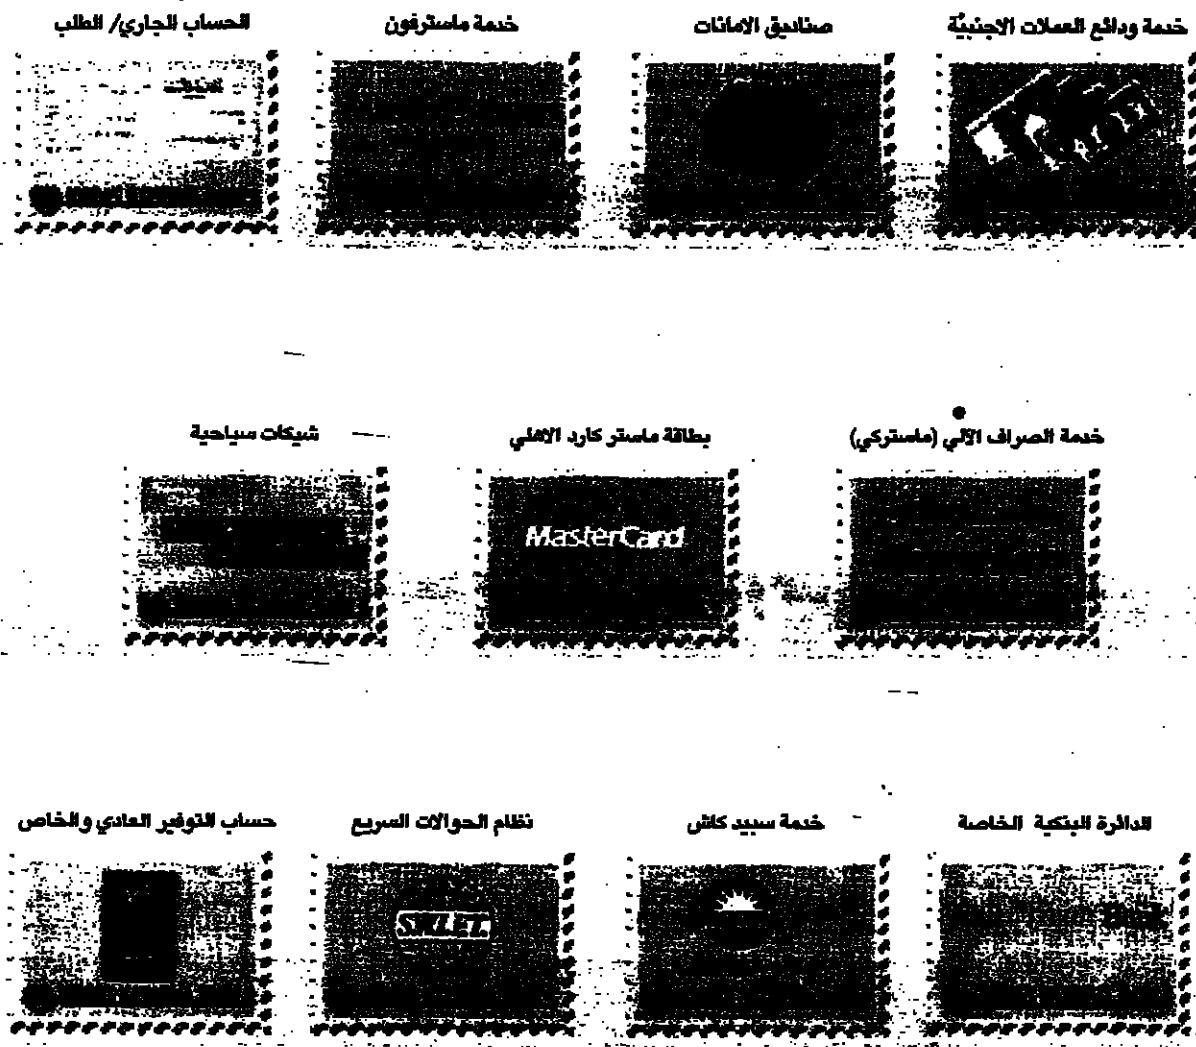 خدمة ودائع العملات الاجنبيّة
صناديق الامانات
خدمة ماسترفون
الحساب الجاري/ الطلب
خدمة الصراف الآلي (ماستركي)
بطاقة ماستر كارد الاهلي
MasterCard
شيكات سياحية
الدائرة البنكية الخاصة
خدمة سبيد كاش
نظام الحوالات السريع
حساب التوفير العادي والخاص